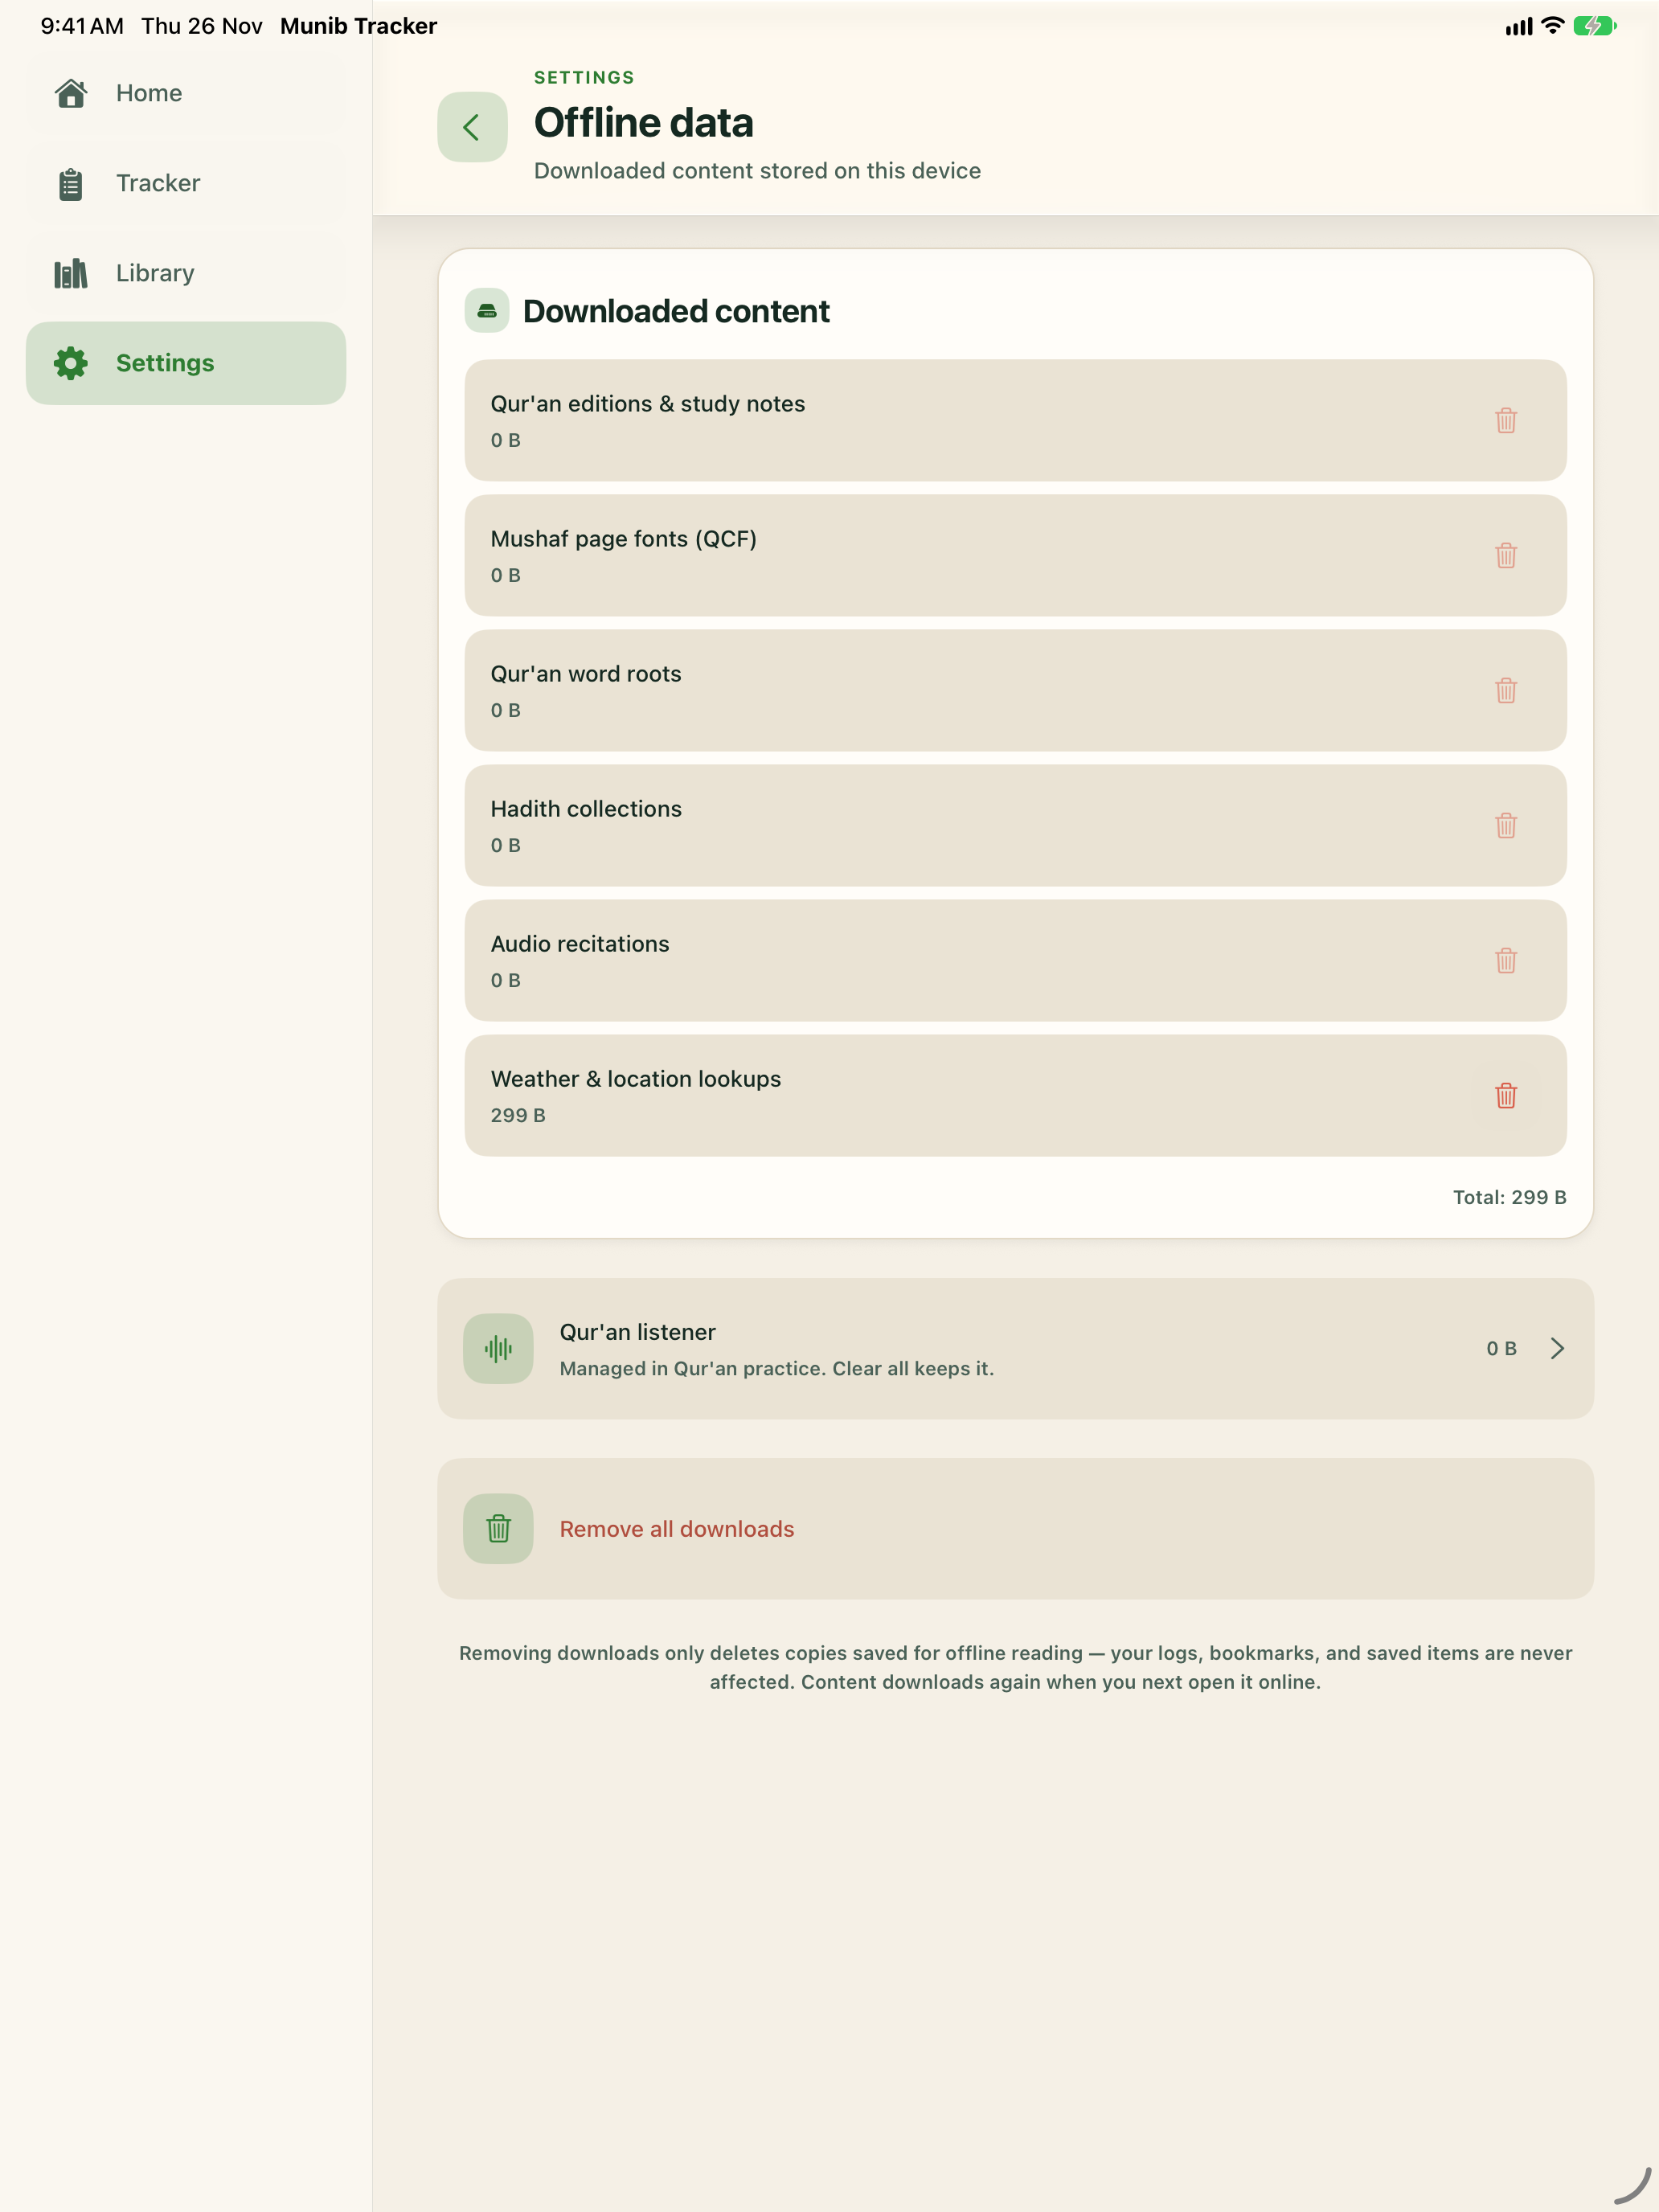 9:41 AM Thu 26 Nov Munib Tracker
Home
Tracker
Library
Settings
SETTINGS
Offline data
Downloaded content stored on this device
Downloaded content
Qur'an editions & study notes
0 B
Mushaf page fonts (QCF)
0 B
Qur'an word roots
0 B
Hadith collections
0 B
Audio recitations
0 B
Weather & location lookups
299 B
Total: 299 B
Qur'an listener
Managed in Qur'an practice. Clear all keeps it.
0 B
Remove all downloads
Removing downloads only deletes copies saved for offline reading — your logs, bookmarks, and saved items are never
affected. Content downloads again when you next open it online.